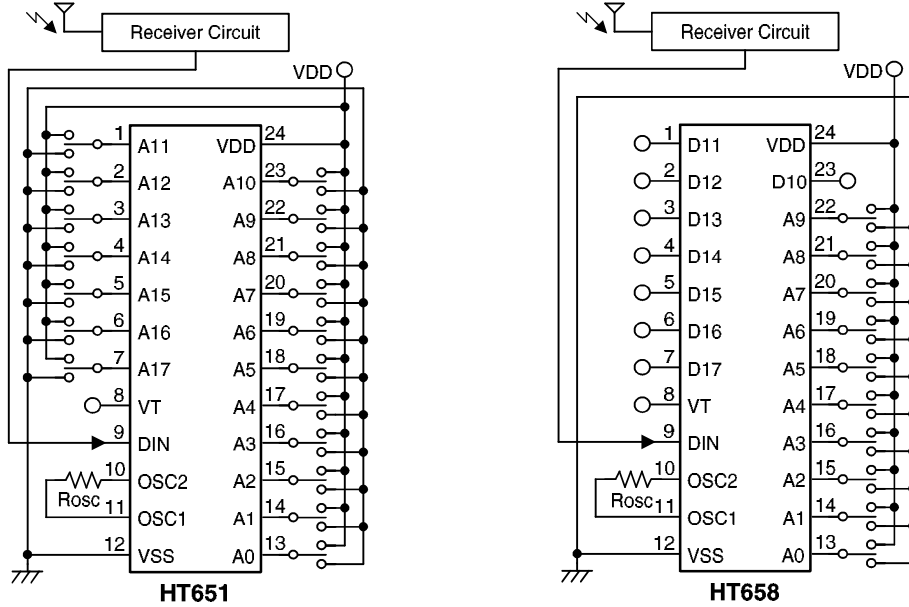 Receiver Circuit
VDD
1 A11 VDD 24
2 A12 A10 23
3 A13 A9 22
4 A14 A8 21
5 A15 A7 20
6 A16 A6 19
7 A17 A5 18
8 VT A4 17
9 DIN A3 16
10 OSC2 A2 15
Rosc
11 OSC1 A1 14
12 VSS A0 13
HT651
Receiver Circuit
VDD
1 D11 VDD 24
2 D12 D10 23
3 D13 A9 22
4 D14 A8 21
5 D15 A7 20
6 D16 A6 19
7 D17 A5 18
8 VT A4 17
9 DIN A3 16
10 OSC2 A2 15
Rosc
11 OSC1 A1 14
12 VSS A0 13
HT658